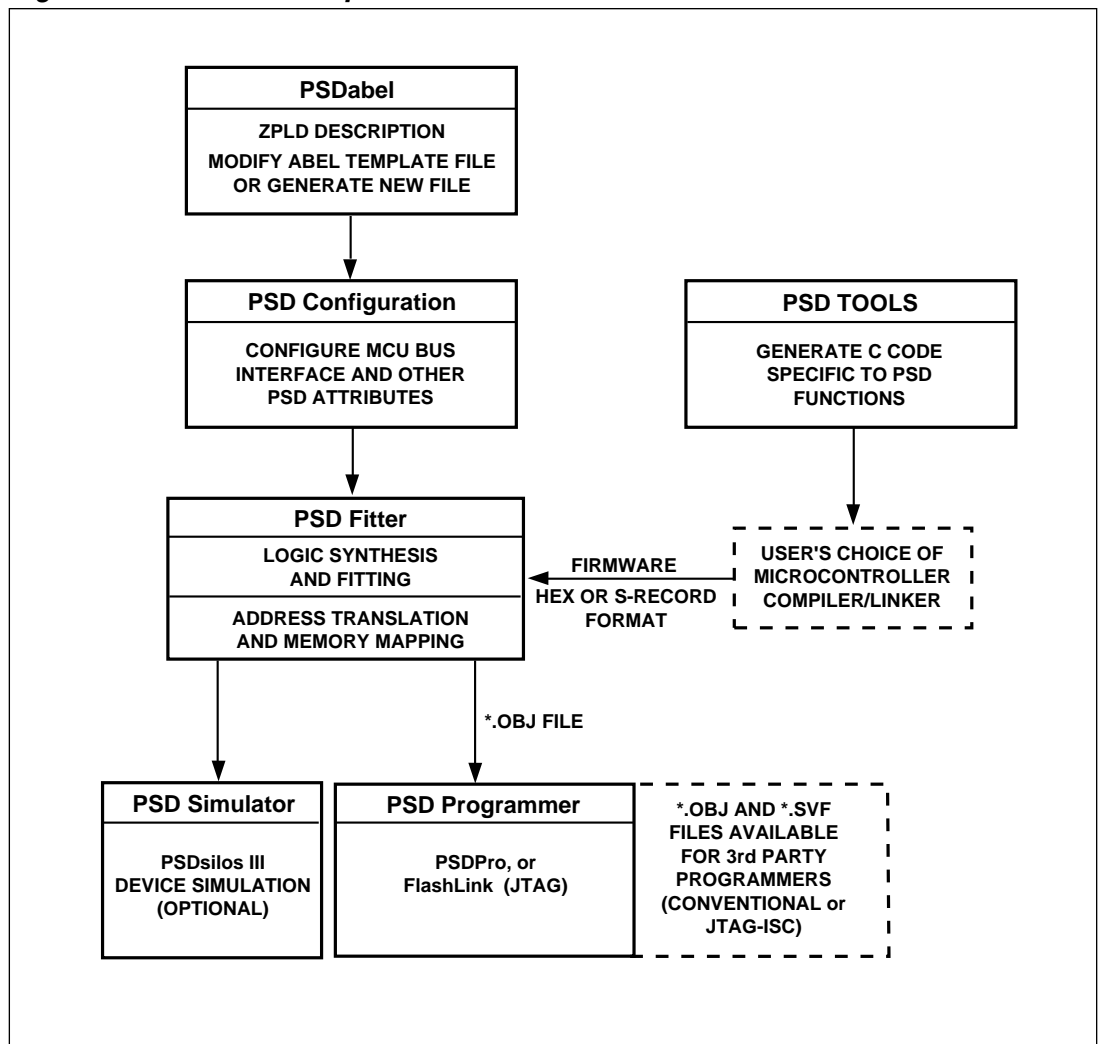 PSDabel
ZPLD DESCRIPTION
MODIFY ABEL TEMPLATE FILE
OR GENERATE NEW FILE
PSD Configuration
CONFIGURE MCU BUS
INTERFACE AND OTHER
PSD ATTRIBUTES
PSD TOOLS
GENERATE C CODE
SPECIFIC TO PSD
FUNCTIONS
PSD Fitter
LOGIC SYNTHESIS
AND FITTING
ADDRESS TRANSLATION
AND MEMORY MAPPING
FIRMWARE
HEX OR S-RECORD
FORMAT
USER'S CHOICE OF
MICROCONTROLLER
COMPILER/LINKER
*.OBJ FILE
PSD Simulator
PSDsilos III
DEVICE SIMULATION
(OPTIONAL)
PSD Programmer
PSDPro, or
FlashLink (JTAG)
*.OBJ AND *.SVF
FILES AVAILABLE
FOR 3rd PARTY
PROGRAMMERS
(CONVENTIONAL or
JTAG-ISC)